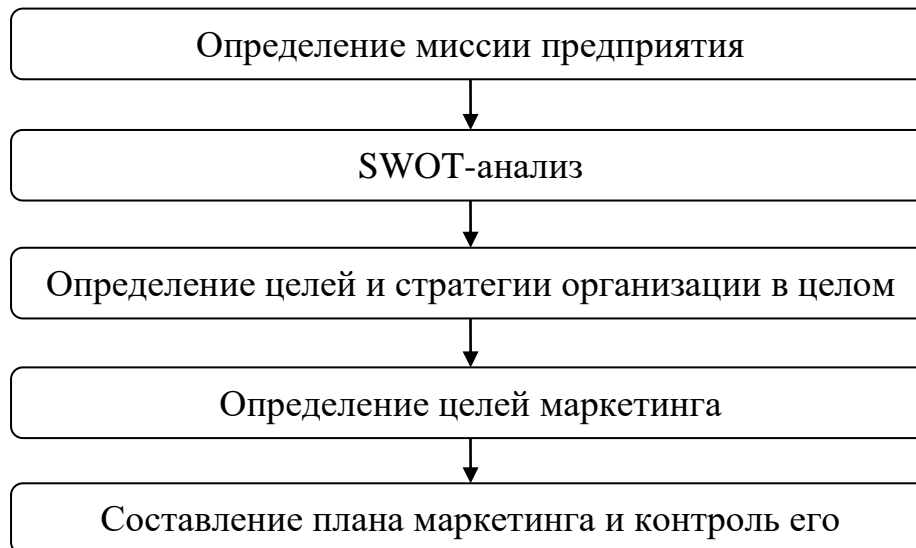 Определение миссии предприятия
SWOT-анализ
Определение целей и стратегии организации в целом
Определение целей маркетинга
Составление плана маркетинга и контроль его